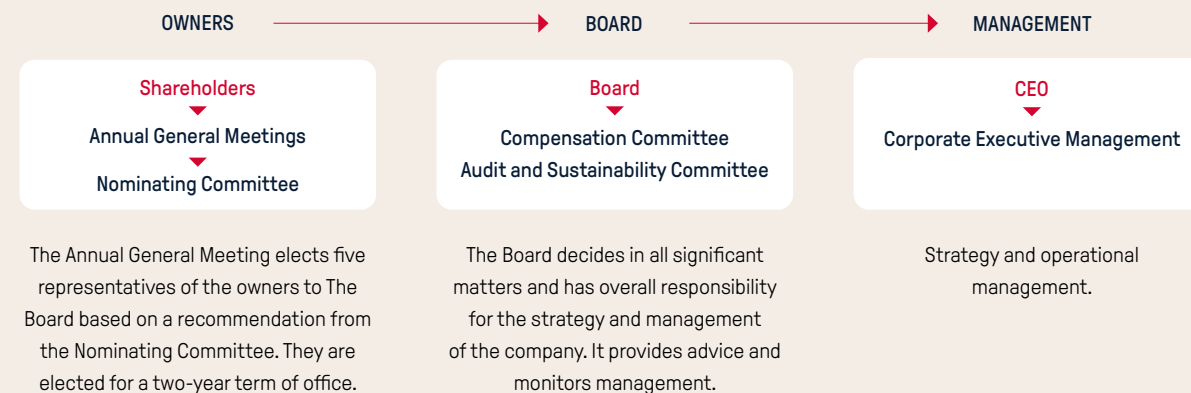 OWNERS
BOARD
MANAGEMENT
Shareholders
Annual General Meetings
Nominating Committee
Board
Compensation Committee
Audit and Sustainability Committee
CEO
Corporate Executive Management
The Annual General Meeting elects five
representatives of the owners to The
Board based on a recommendation from
the Nominating Committee. They are
elected for a two-year term of office.
The Board decides in all significant
matters and has overall responsibility
for the strategy and management
of the company. It provides advice and
monitors management.
Strategy and operational
management.